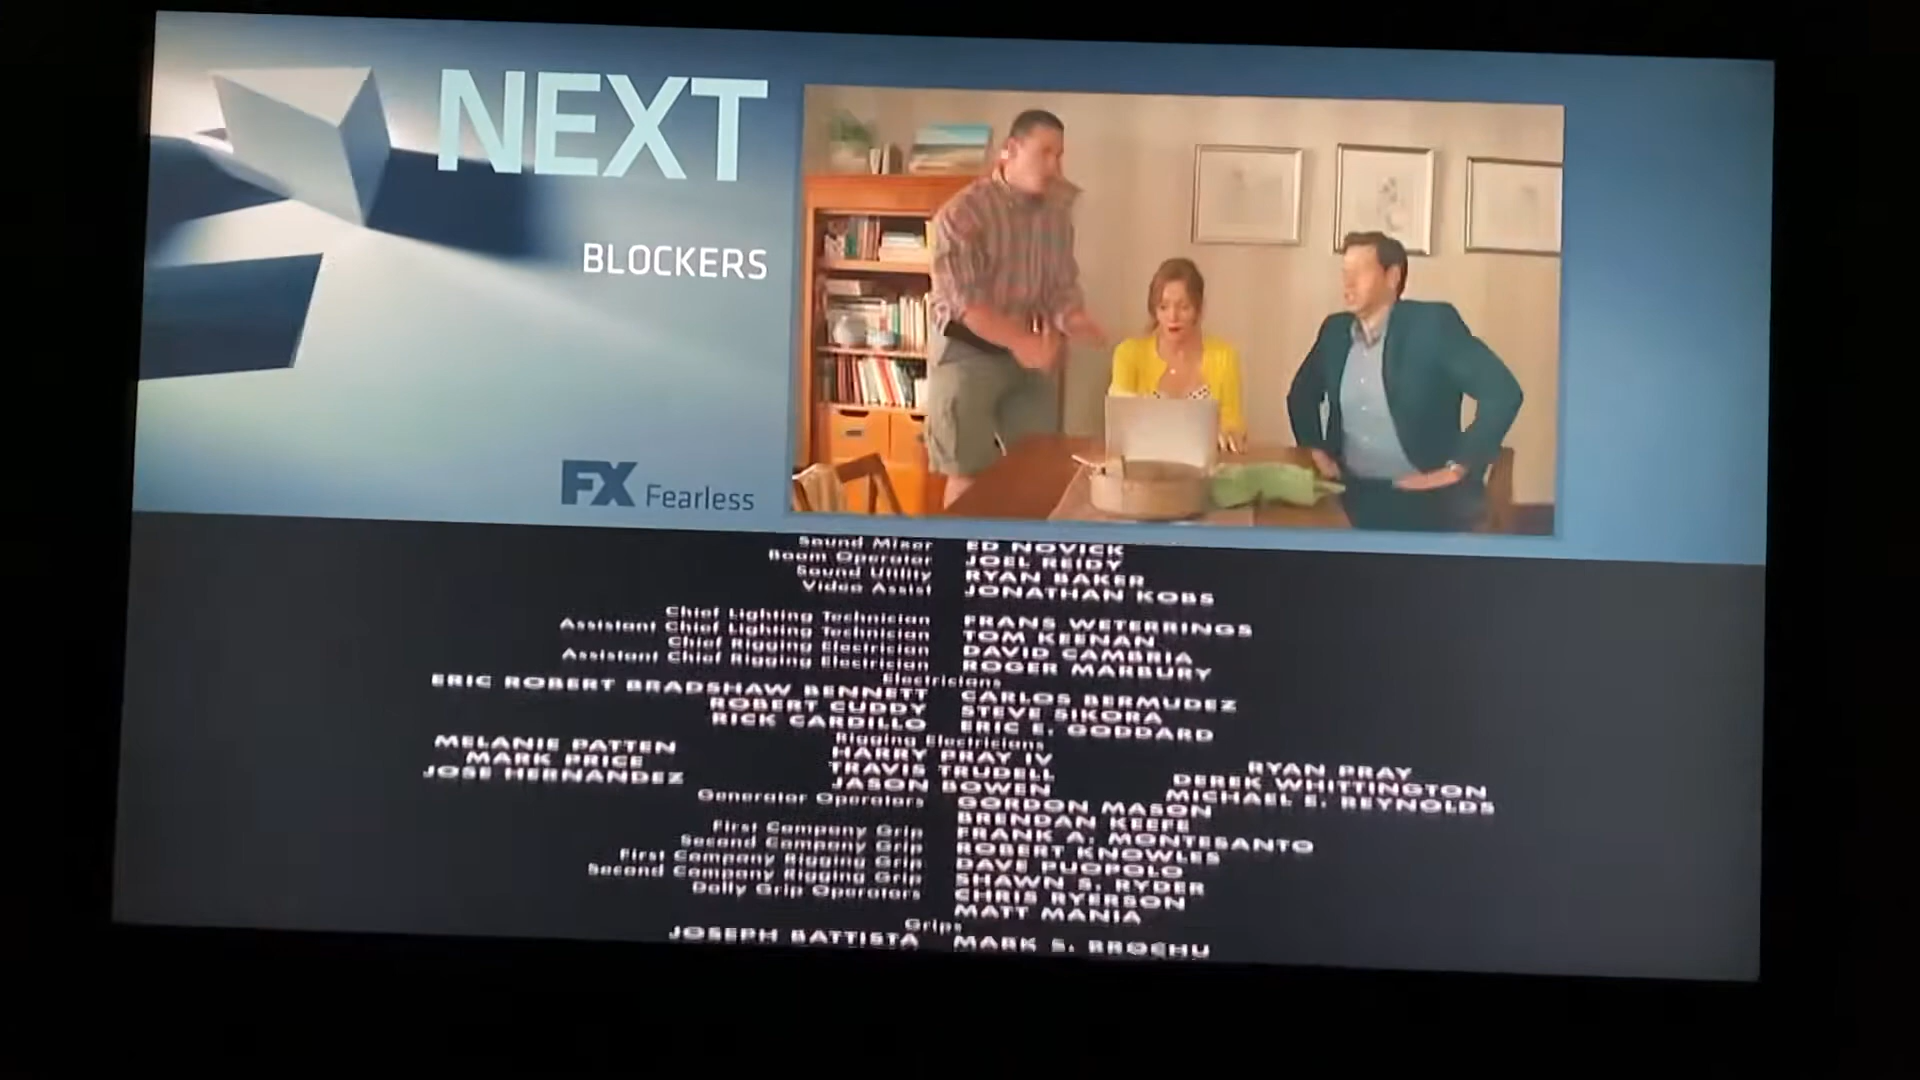 NEXT
BLOCKERS
FX Fearless
Sound Mixer ED NOVICK
Boom Operator JOEL REIDY
Sound Utility RYAN BAKER
Video Assist JONATHAN KOBS
Chief Lighting Technician FRANS WETERRINGS
Assistant Chief Lighting Technician TOM KEENAN
Chief Rigging Electrician DAVID CAMBRIA
Assistant Chief Rigging Electrician ROGER MARBURY
Electricians
ERIC ROBERT BRADSHAW BENNETT CARLOS BERMUDEZ
ROBERT CUDDY STEVE SIKORA
RICK CARDILLO ERIC E. GODDARD
Rigging Electricians
MELANIE PATTEN HARRY PRAY IV RYAN PRAY
MARK PRICE TRAVIS TRUDELL DEREK WHITTINGTON
JOSE HERNANDEZ JASON BOWEN MICHAEL E. REYNOLDS
Generator Operators GORDON MASON
BRENDAN KEEFE
First Company Grip FRANK A. MONTESANTO
Second Company Grip ROBERT KNOWLES
First Company Rigging Grip DAVE PUOPOLO
Second Company Rigging Grip SHAWN S. RYDER
Dolly Grip Operators CHRIS RYERSON
MATT MANIA
Grips
JOSEPH BATTISTA MARK S. BROCHU